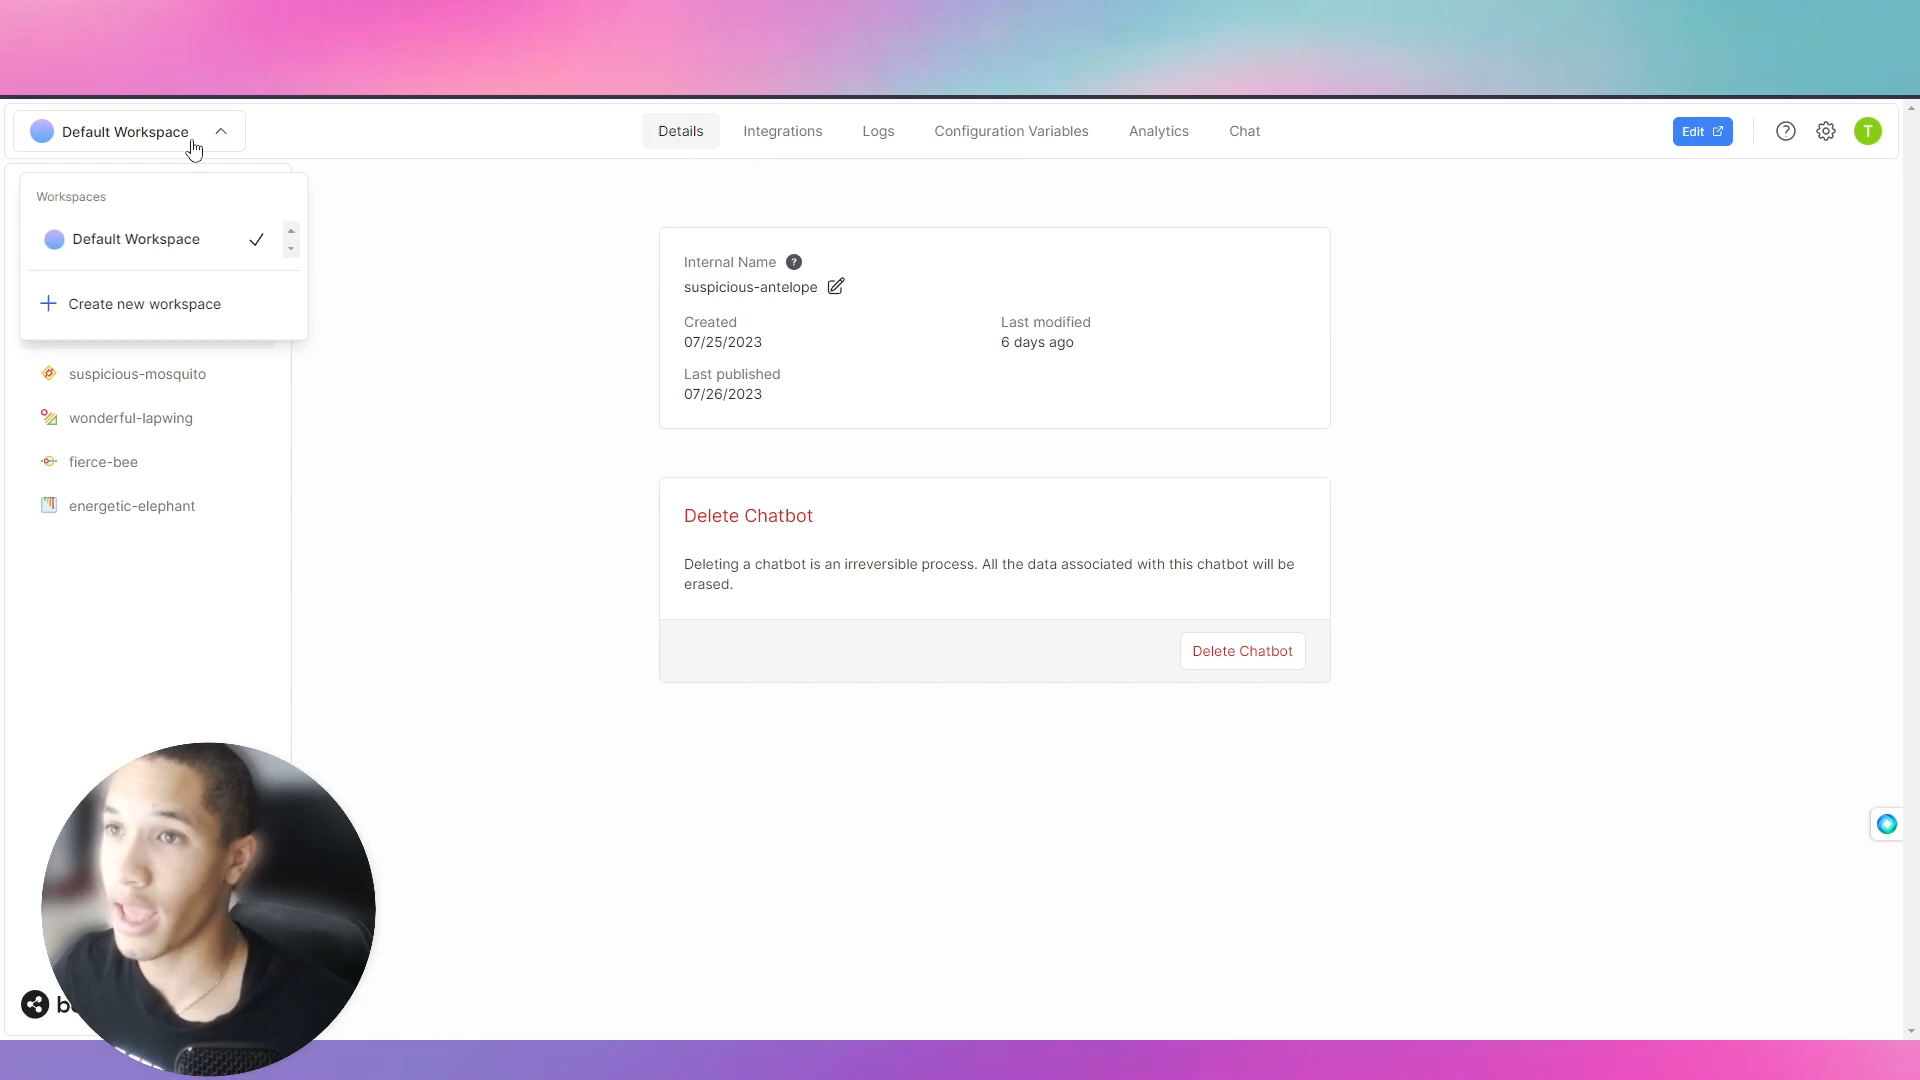 Default Workspace
Details
Integrations
Logs
Configuration Variables
Analytics
Chat
Edit
?
T
Workspaces
Default Workspace
Create new workspace
suspicious-mosquito
wonderful-lapwing
fierce-bee
energetic-elephant
Internal Name ?
suspicious-antelope
Created
07/25/2023
Last modified
6 days ago
Last published
07/26/2023
Delete Chatbot
Deleting a chatbot is an irreversible process. All the data associated with this chatbot will be
erased.
Delete Chatbot